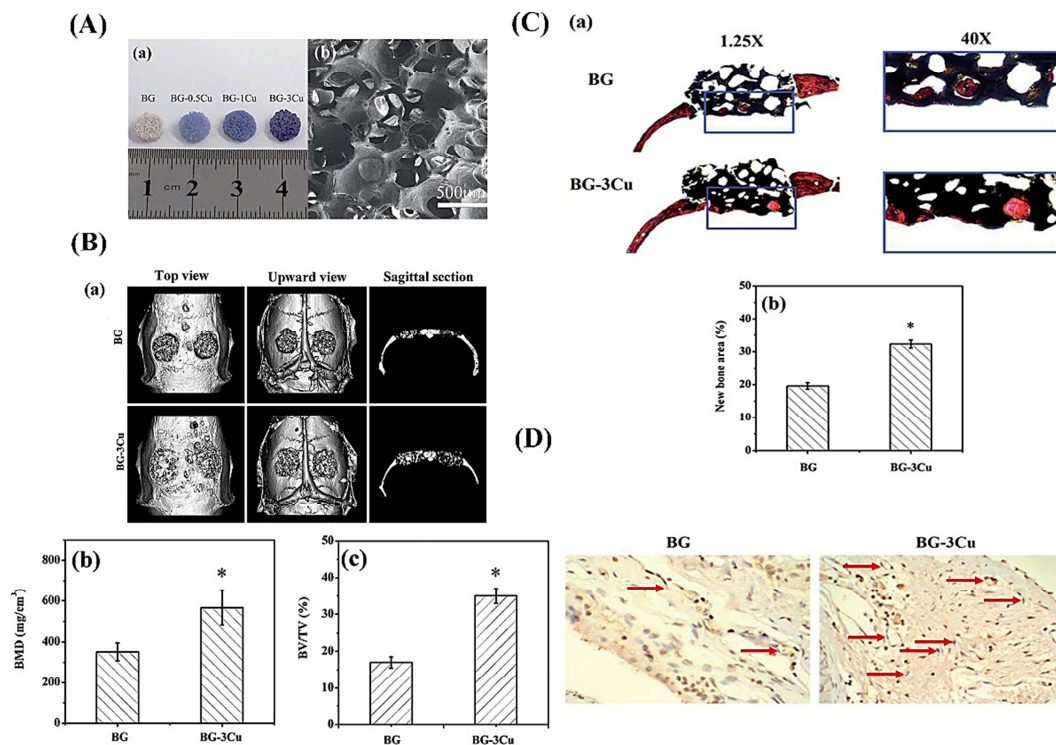 (A)
(a)
BG BG-0.5Cu BG-1Cu BG-3Cu
mm 1 cm 2 3 4
(b)
500μm
(B)
Top view Upward view Sagittal section
(a)
BG
BG-3Cu
(b)
BMD (mg/cm³)
800
600
400
200
0
*
BG BG-3Cu
(c)
BV/TV (%)
50
40
30
20
10
0
*
BG BG-3Cu
(C)
(a)
1.25X 40X
BG
BG-3Cu
(b)
New bone area (%)
50
40
30
20
10
0
*
BG BG-3Cu
(D)
BG BG-3Cu